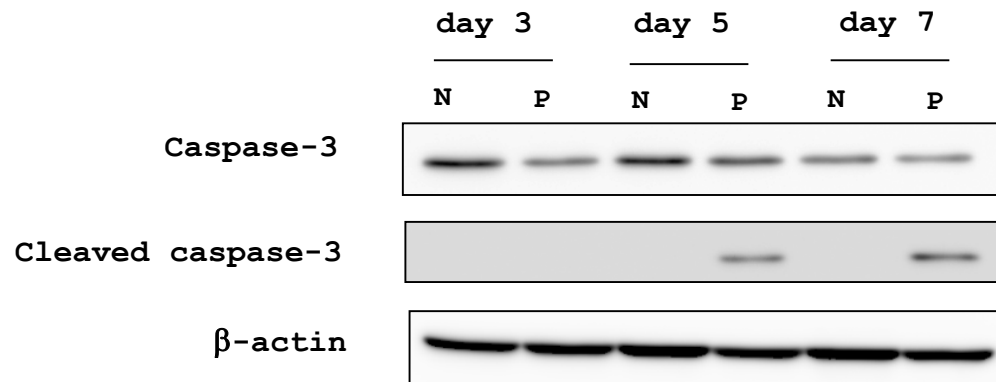 day 3 day 5 day 7
N P N P N P
Caspase-3
Cleaved caspase-3
β-actin